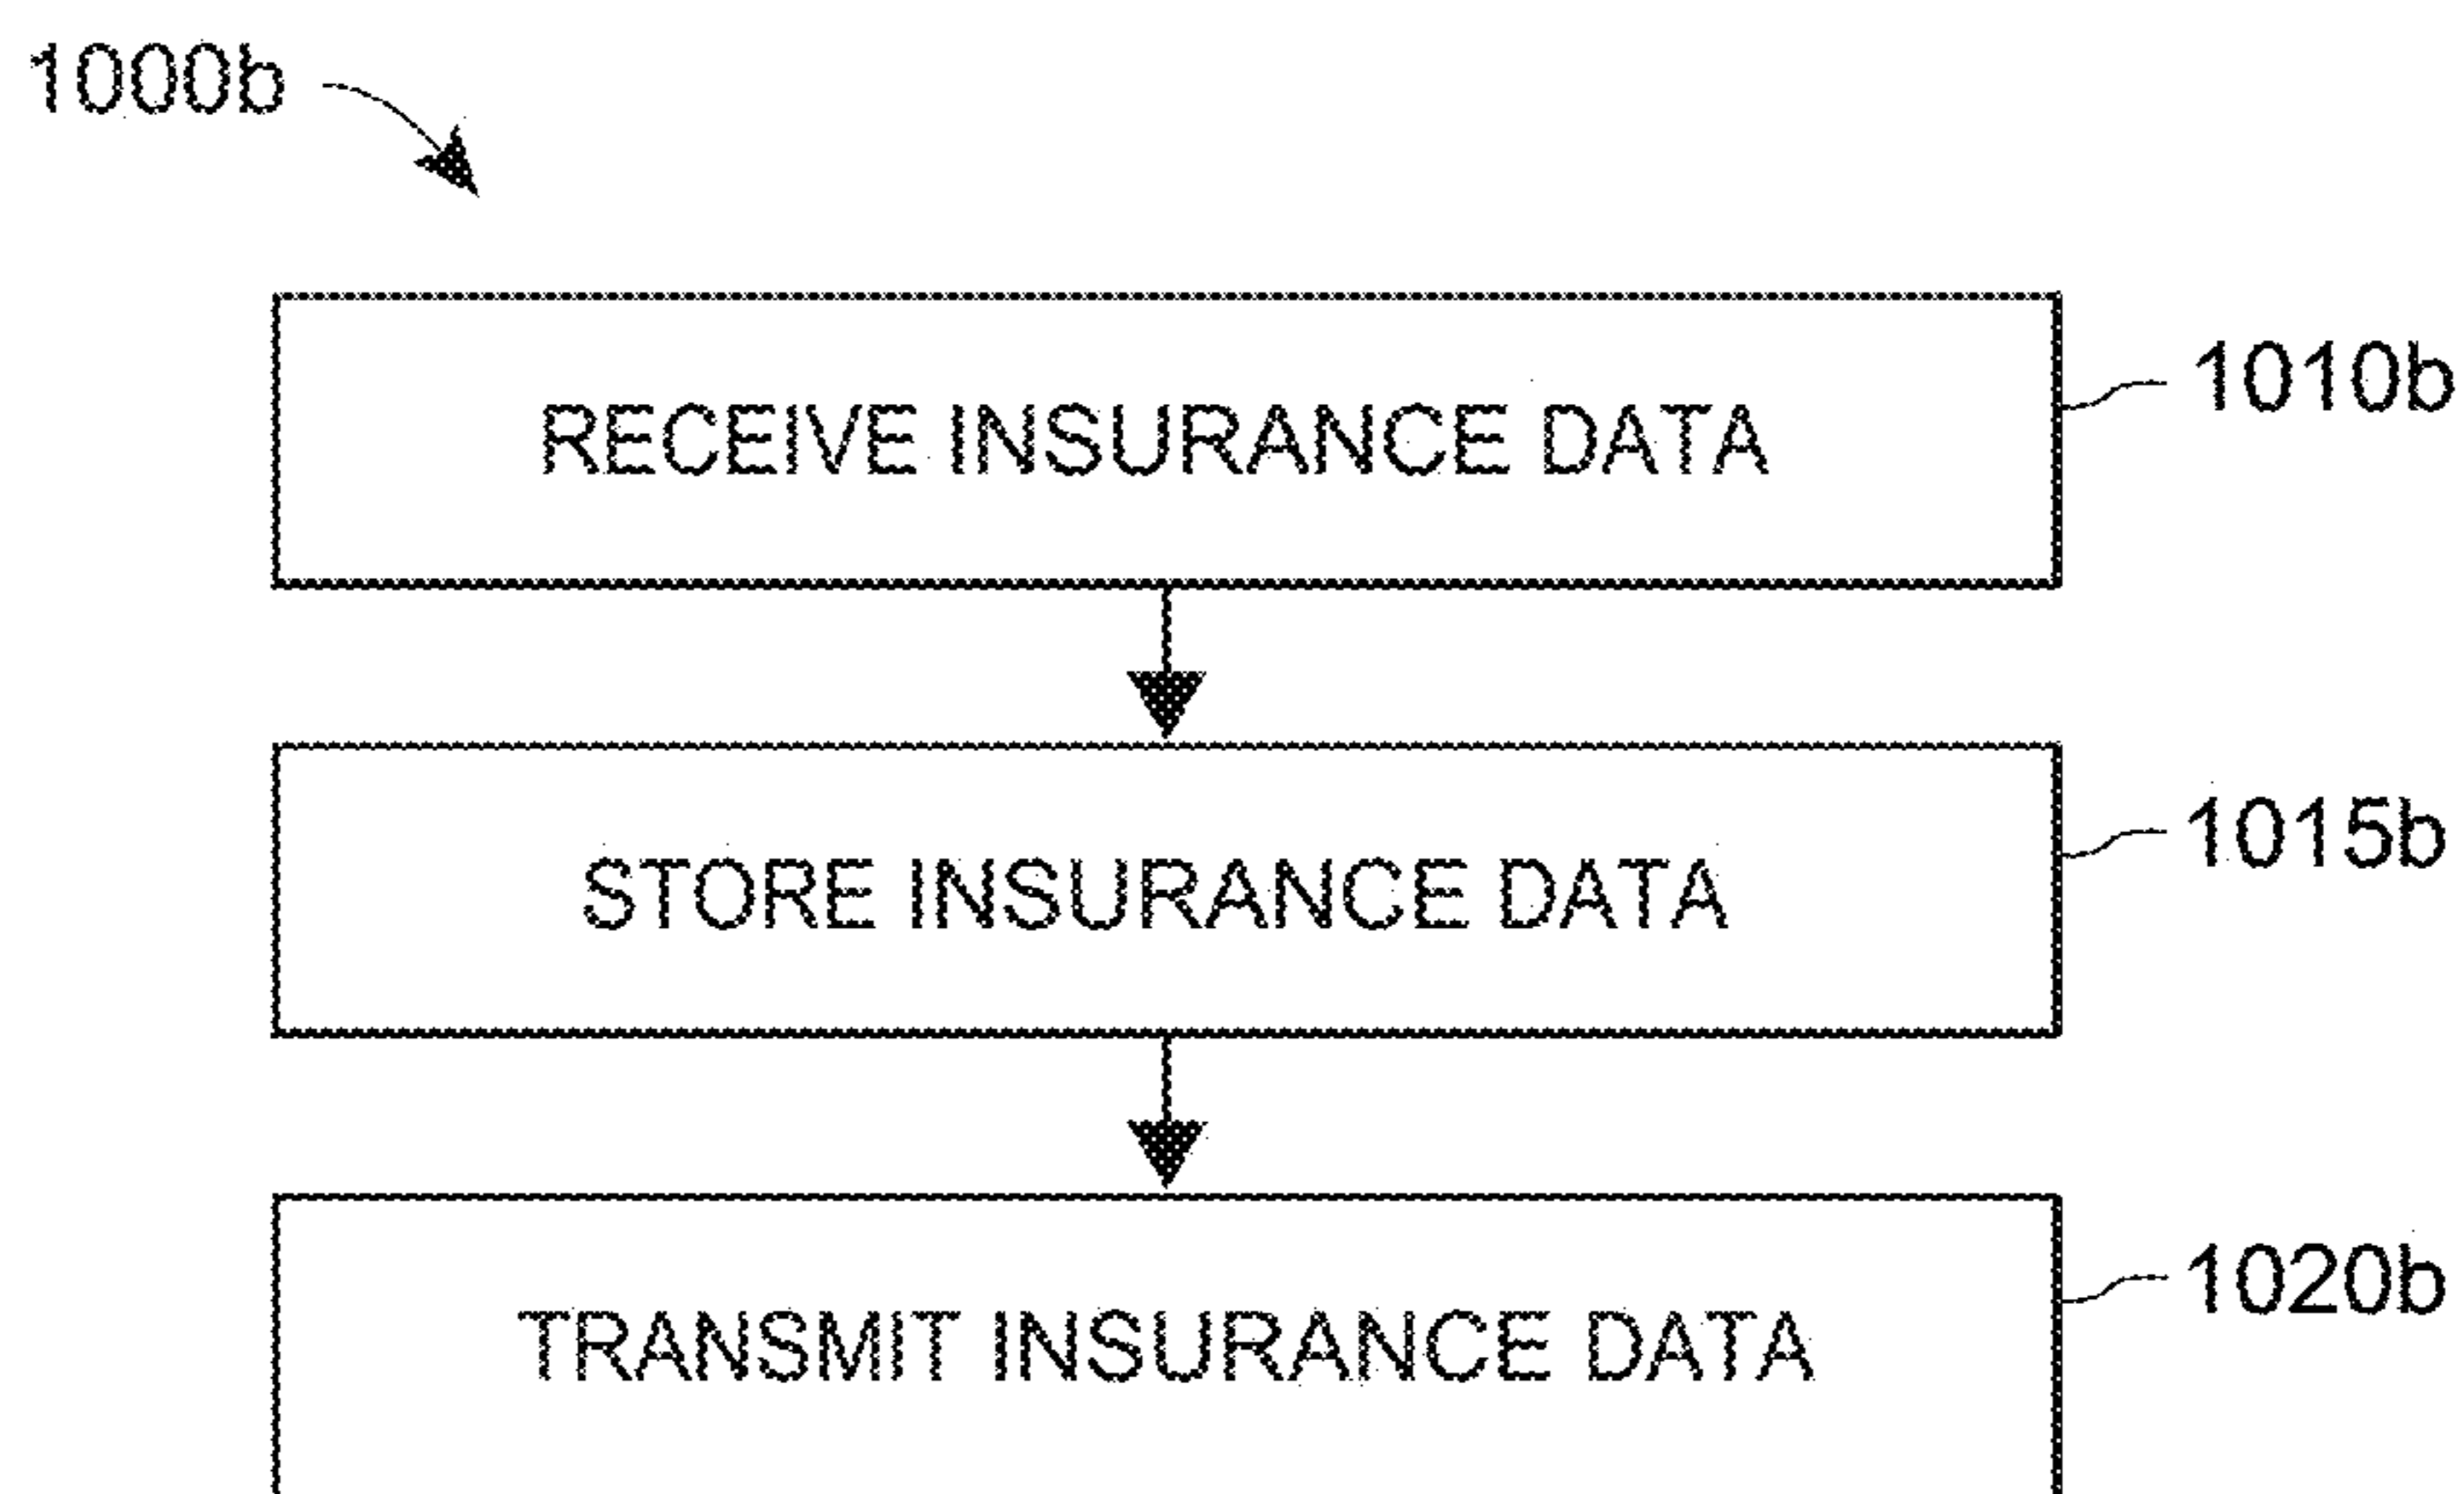 1000b
RECEIVE INSURANCE DATA
1010b
STORE INSURANCE DATA
1015b
TRANSMIT INSURANCE DATA
1020b